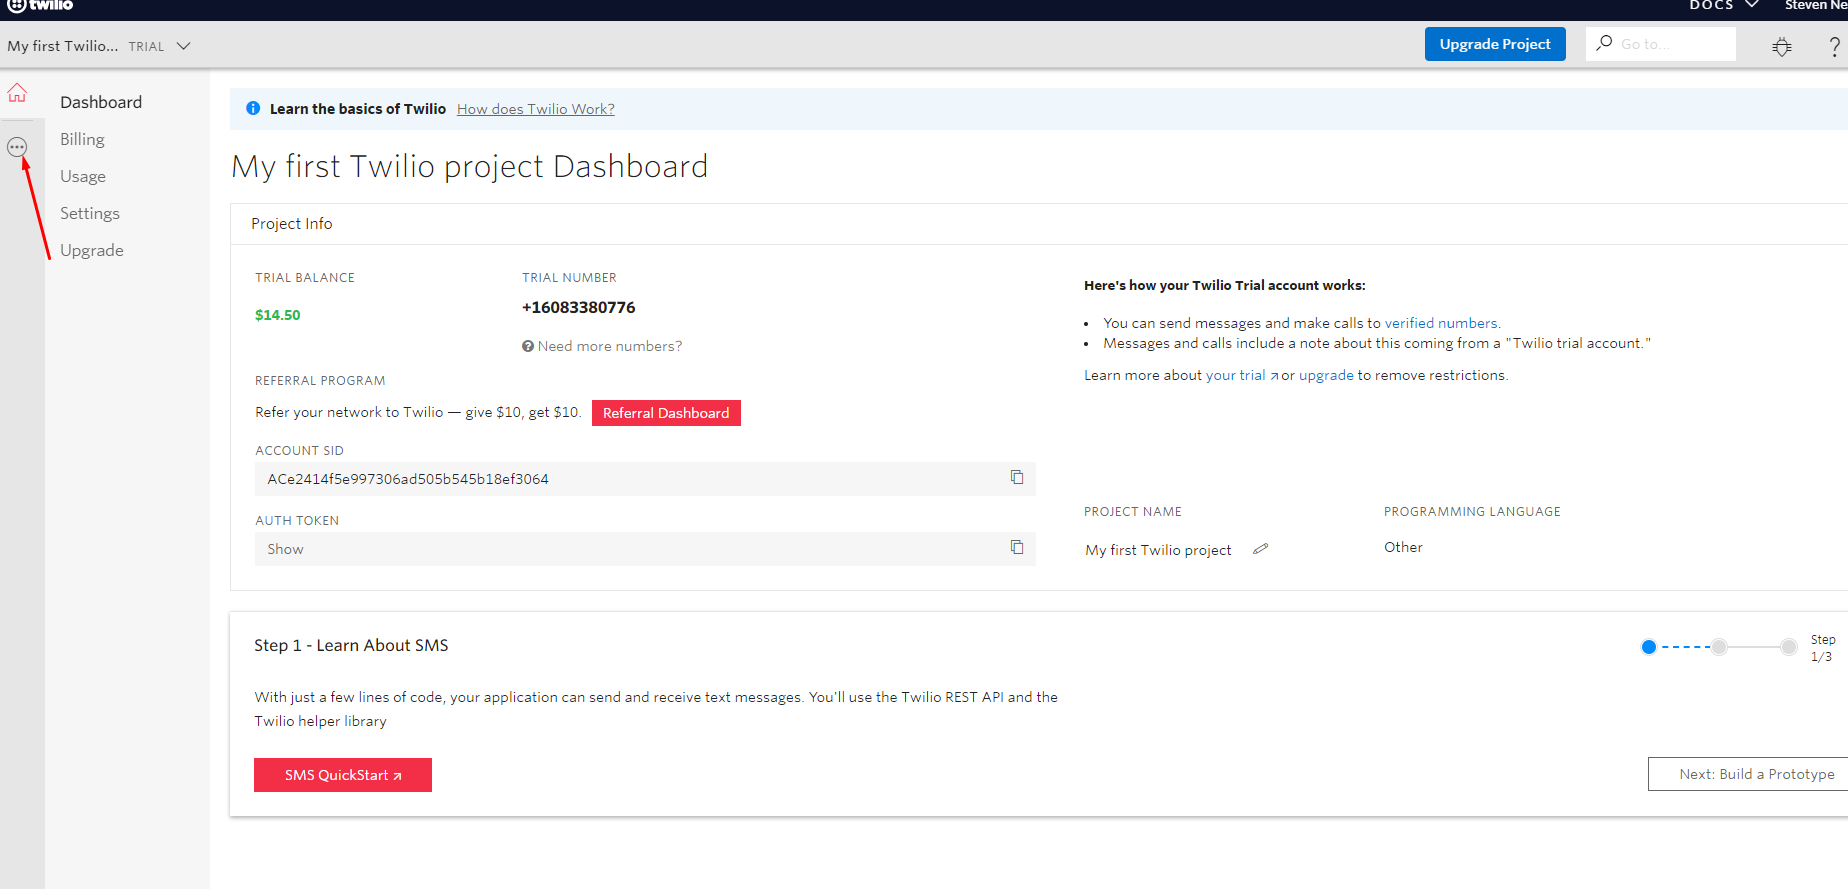 twilio
DOCS
Steven Ne
My first Twilio... TRIAL
Upgrade Project
Go to...
?
Dashboard
Billing
Usage
Settings
Upgrade
Learn the basics of Twilio How does Twilio Work?
My first Twilio project Dashboard
Project Info
TRIAL BALANCE
$14.50
TRIAL NUMBER
+16083380776
Need more numbers?
REFERRAL PROGRAM
Refer your network to Twilio — give $10, get $10. Referral Dashboard
ACCOUNT SID
ACe2414f5e997306ad505b545b18ef3064
AUTH TOKEN
Show
Here's how your Twilio Trial account works:
• You can send messages and make calls to verified numbers.
• Messages and calls include a note about this coming from a "Twilio trial account."
Learn more about your trial or upgrade to remove restrictions.
PROJECT NAME
My first Twilio project
PROGRAMMING LANGUAGE
Other
Step 1 - Learn About SMS
Step
1/3
With just a few lines of code, your application can send and receive text messages. You'll use the Twilio REST API and the
Twilio helper library
SMS QuickStart
Next: Build a Prototype